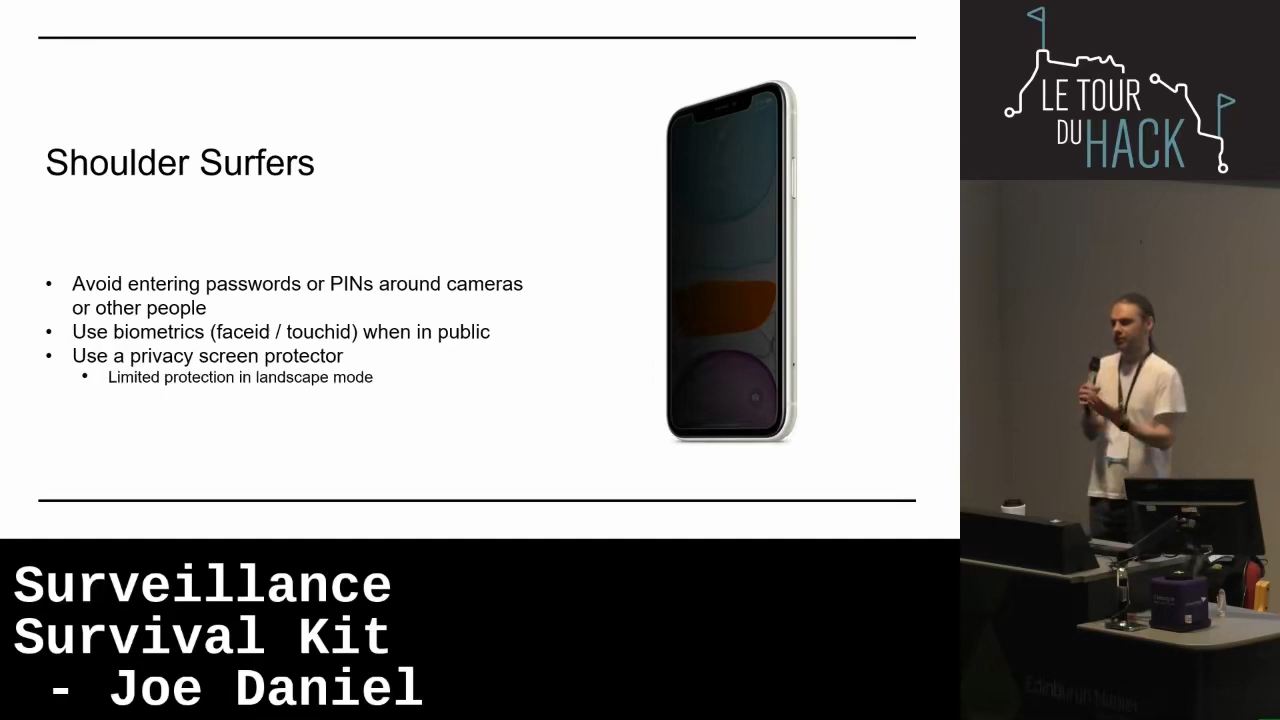 Shoulder Surfers
• Avoid entering passwords or PINs around cameras
or other people
• Use biometrics (faceid / touchid) when in public
• Use a privacy screen protector
• Limited protection in landscape mode
LE TOUR
DU HACK
Surveillance
Survival Kit
- Joe Daniel